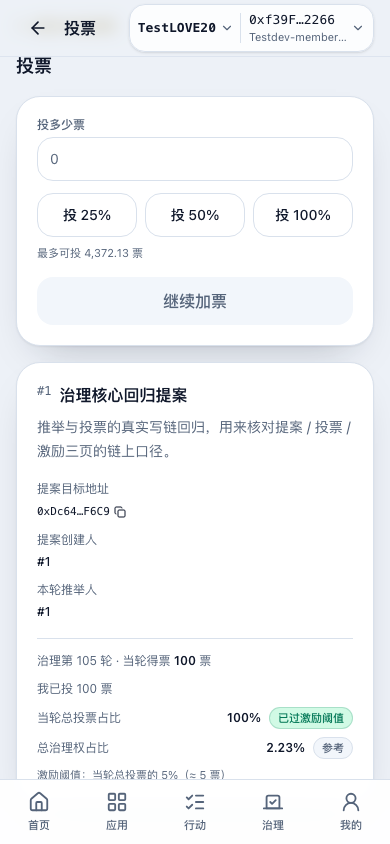 投票
TestLOVE20
0xf39F…2266
Testdev-member…
投票
投多少票
0
投 25%
投 50%
投 100%
最多可投 4,372.13 票
继续加票
#1 治理核心回归提案
推举与投票的真实写链回归，用来核对提案 / 投票 /
激励三页的链上口径。
提案目标地址
0xDc64…F6C9
提案创建人
#1
本轮推举人
#1
治理第 105 轮 · 当轮得票 100 票
我已投 100 票
当轮总投票占比 100% 已过激励阈值
总治理权占比 2.23% 参考
激励阈值：当轮总投票的 5%（≈ 5 票）
首页
应用
行动
治理
我的